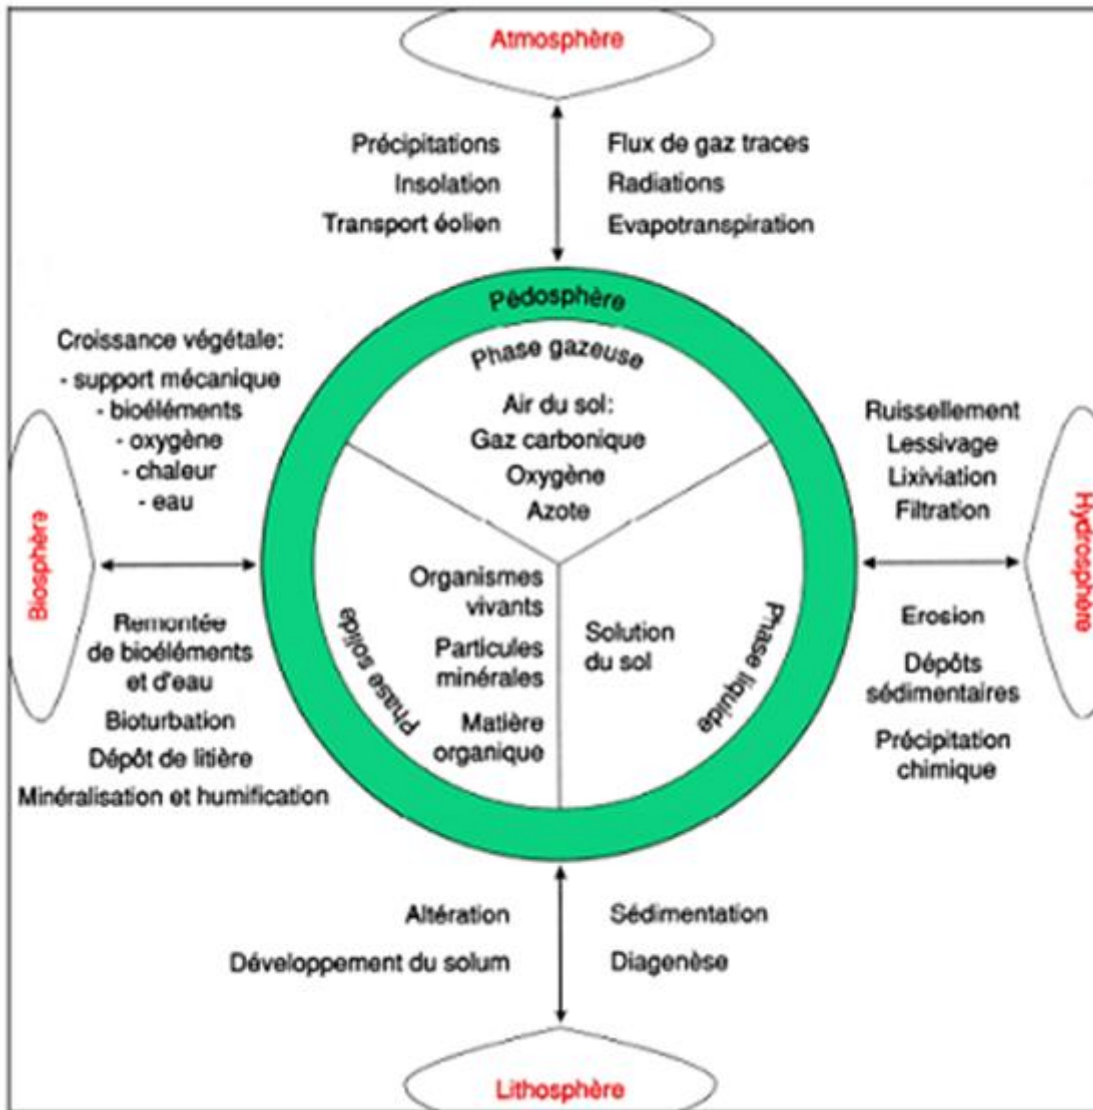 Atmosphère
Précipitations
Insolation
Transport éolien
Flux de gaz traces
Radiations
Evapotranspiration
Pédosphère
Phase gazeuse
Air du sol:
Gaz carbonique
Oxygène
Azote
Croissance végétale:
- support mécanique
- bioéléments
- oxygène
- chaleur
- eau
Biosphère
Remontée
de bioéléments
et d'eau
Bioturbation
Dépôt de litière
Minéralisation et humification
Phase solide
Organismes
vivants
Particules
minérales
Matière
organique
Solution
du sol
Phase liquide
Ruissellement
Lessivage
Lixiviation
Filtration
Hydrosphère
Erosion
Dépôts
sédimentaires
Précipitation
chimique
Altération
Développement du solum
Sédimentation
Diagenèse
Lithosphère